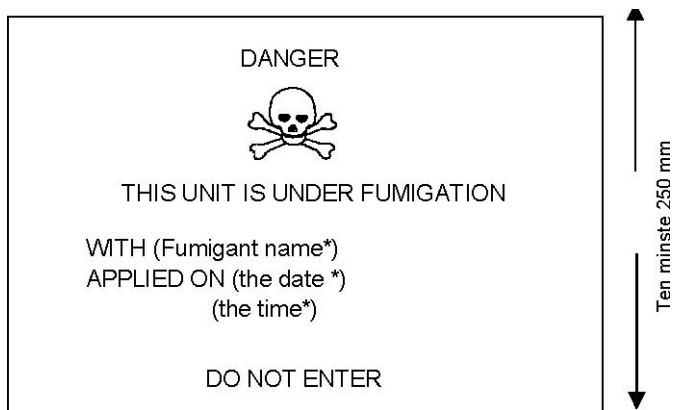 DANGER
THIS UNIT IS UNDER FUMIGATION
WITH (Fumigant name*)
APPLIED ON (the date *)
(the time*)
DO NOT ENTER
Ten minste 250 mm